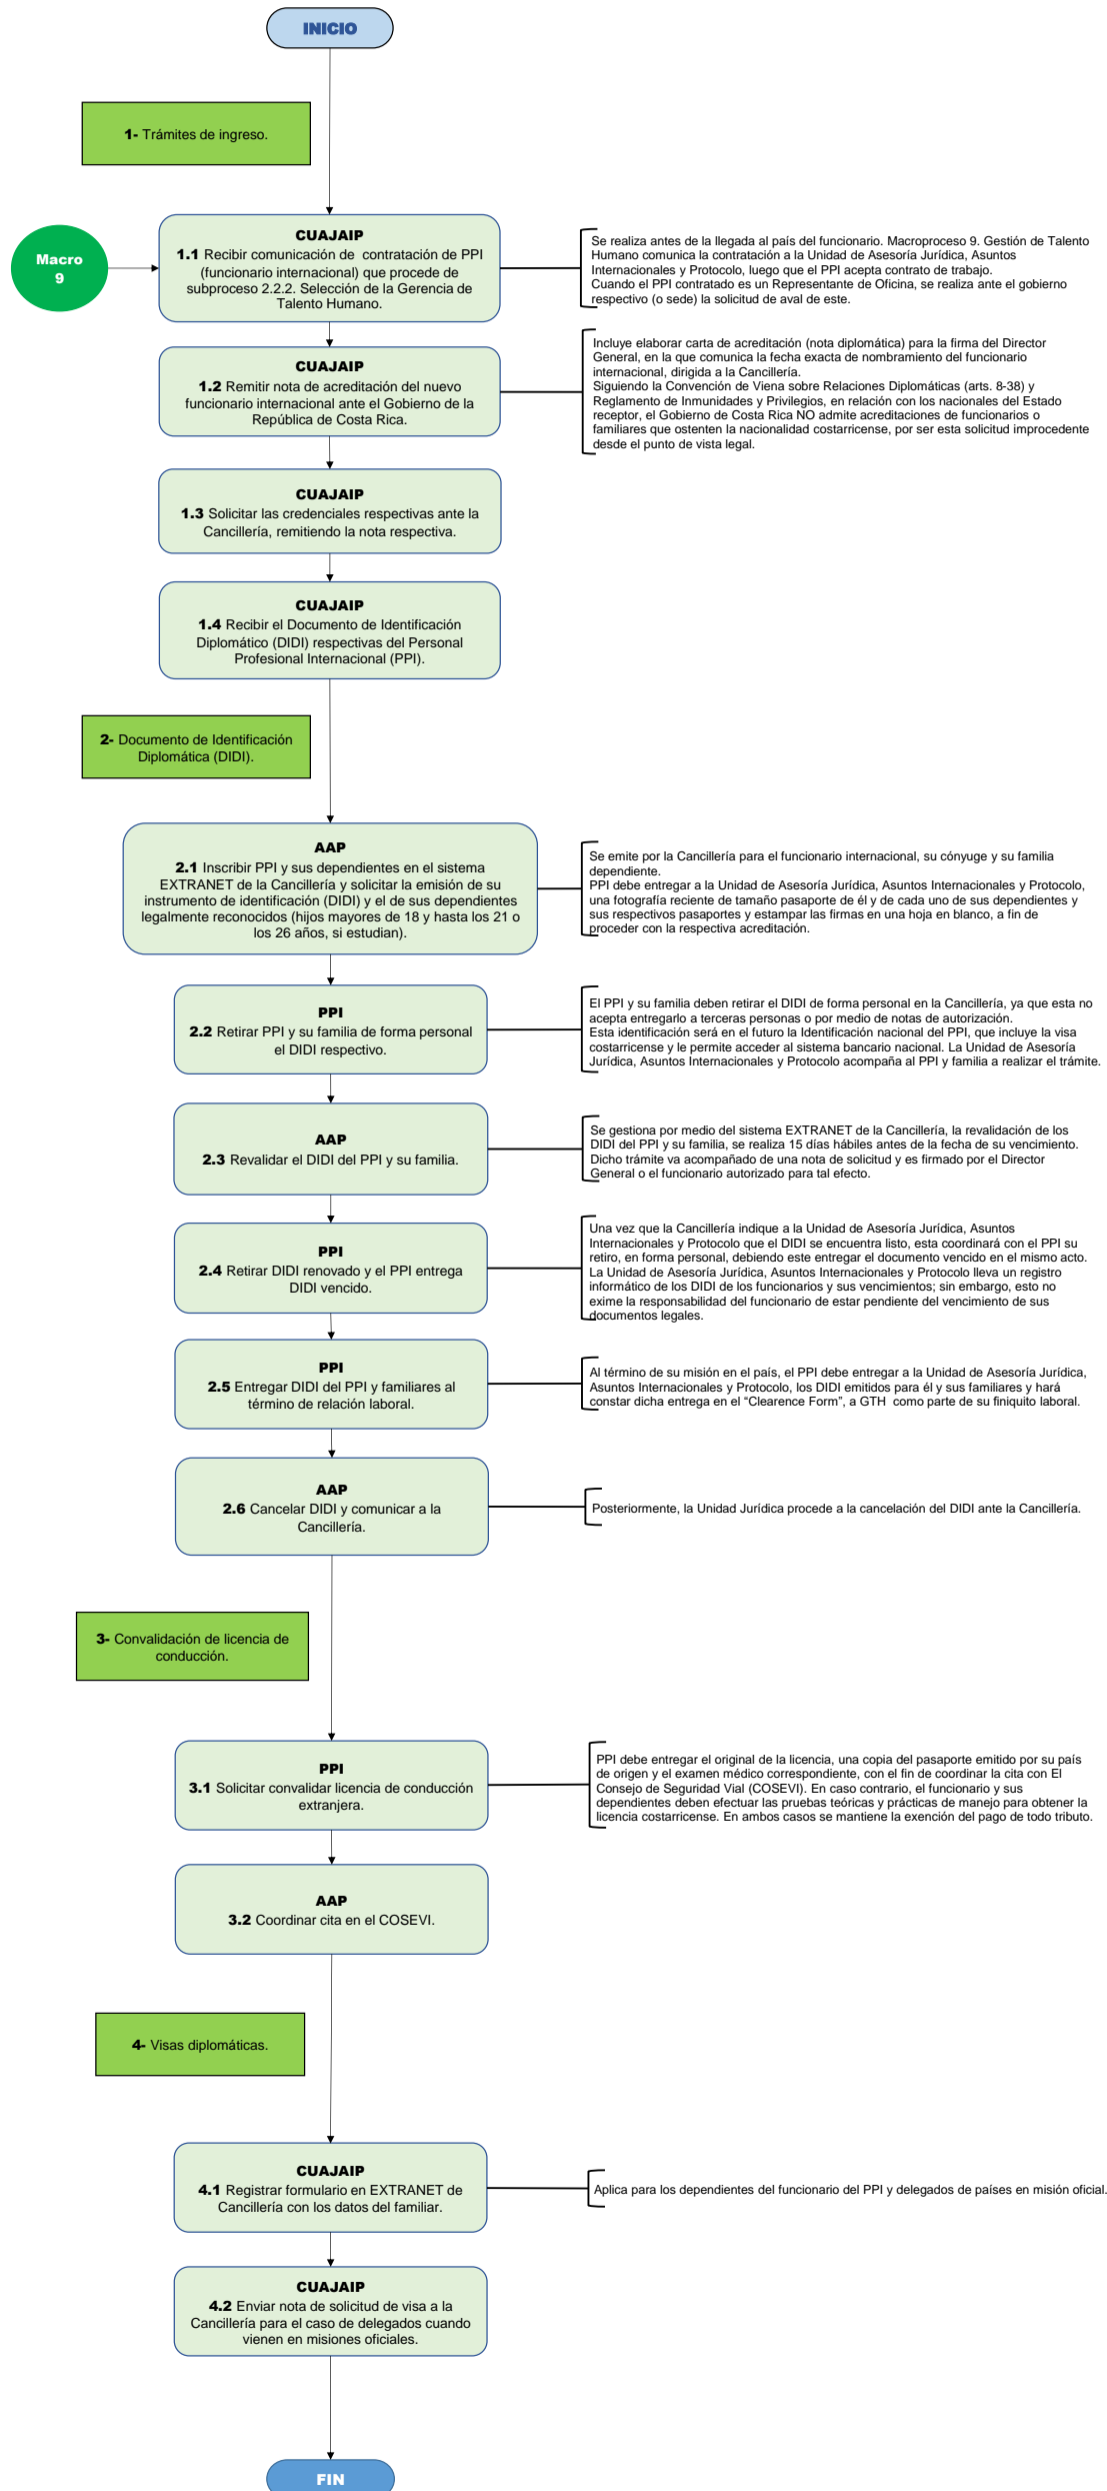 INICIO
1- Trámites de ingreso.
Macro
9
CUAJAIP
1.1 Recibir comunicación de contratación de PPI
(funcionario internacional) que procede de
subproceso 2.2.2. Selección de la Gerencia de
Talento Humano.
Se realiza antes de la llegada al país del funcionario. Macroproceso 9. Gestión de Talento
Humano comunica la contratación a la Unidad de Asesoría Jurídica, Asuntos
Internacionales y Protocolo, luego que el PPI acepta contrato de trabajo.
Cuando el PPI contratado es un Representante de Oficina, se realiza ante el gobierno
respectivo (o sede) la solicitud de aval de este.
CUAJAIP
1.2 Remitir nota de acreditación del nuevo
funcionario internacional ante el Gobierno de la
República de Costa Rica.
Incluye elaborar carta de acreditación (nota diplomática) para la firma del Director
General, en la que comunica la fecha exacta de nombramiento del funcionario
internacional, dirigida a la Cancillería.
Siguiendo la Convención de Viena sobre Relaciones Diplomáticas (arts. 8-38) y
Reglamento de Inmunidades y Privilegios, en relación con los nacionales del Estado
receptor, el Gobierno de Costa Rica NO admite acreditaciones de funcionarios o
familiares que ostenten la nacionalidad costarricense, por ser esta solicitud improcedente
desde el punto de vista legal.
CUAJAIP
1.3 Solicitar las credenciales respectivas ante la
Cancillería, remitiendo la nota respectiva.
CUAJAIP
1.4 Recibir el Documento de Identificación
Diplomático (DIDI) respectivas del Personal
Profesional Internacional (PPI).
2- Documento de Identificación
Diplomática (DIDI).
AAP
2.1 Inscribir PPI y sus dependientes en el sistema
EXTRANET de la Cancillería y solicitar la emisión de su
instrumento de identificación (DIDI) y el de sus dependientes
legalmente reconocidos (hijos mayores de 18 y hasta los 21 o
los 26 años, si estudian).
Se emite por la Cancillería para el funcionario internacional, su cónyuge y su familia
dependiente.
PPI debe entregar a la Unidad de Asesoría Jurídica, Asuntos Internacionales y Protocolo,
una fotografía reciente de tamaño pasaporte de él y de cada uno de sus dependientes y
sus respectivos pasaportes y estampar las firmas en una hoja en blanco, a fin de
proceder con la respectiva acreditación.
PPI
2.2 Retirar PPI y su familia de forma personal
el DIDI respectivo.
El PPI y su familia deben retirar el DIDI de forma personal en la Cancillería, ya que esta no
acepta entregarlo a terceras personas o por medio de notas de autorización.
Esta identificación será en el futuro la Identificación nacional del PPI, que incluye la visa
costarricense y le permite acceder al sistema bancario nacional. La Unidad de Asesoría
Jurídica, Asuntos Internacionales y Protocolo acompaña al PPI y familia a realizar el trámite.
AAP
2.3 Revalidar el DIDI del PPI y su familia.
Se gestiona por medio del sistema EXTRANET de la Cancillería, la revalidación de los
DIDI del PPI y su familia, se realiza 15 días hábiles antes de la fecha de su vencimiento.
Dicho trámite va acompañado de una nota de solicitud y es firmado por el Director
General o el funcionario autorizado para tal efecto.
PPI
2.4 Retirar DIDI renovado y el PPI entrega
DIDI vencido.
Una vez que la Cancillería indique a la Unidad de Asesoría Jurídica, Asuntos
Internacionales y Protocolo que el DIDI se encuentra listo, esta coordinará con el PPI su
retiro, en forma personal, debiendo este entregar el documento vencido en el mismo acto.
La Unidad de Asesoría Jurídica, Asuntos Internacionales y Protocolo lleva un registro
informático de los DIDI de los funcionarios y sus vencimientos; sin embargo, esto no
exime la responsabilidad del funcionario de estar pendiente del vencimiento de sus
documentos legales.
PPI
2.5 Entregar DIDI del PPI y familiares al
término de relación laboral.
Al término de su misión en el país, el PPI debe entregar a la Unidad de Asesoría Jurídica,
Asuntos Internacionales y Protocolo, los DIDI emitidos para él y sus familiares y hará
constar dicha entrega en el “Clearence Form”, a GTH como parte de su finiquito laboral.
AAP
2.6 Cancelar DIDI y comunicar a la
Cancillería.
Posteriormente, la Unidad Jurídica procede a la cancelación del DIDI ante la Cancillería.
3- Convalidación de licencia de
conducción.
PPI
3.1 Solicitar convalidar licencia de conducción
extranjera.
PPI debe entregar el original de la licencia, una copia del pasaporte emitido por su país
de origen y el examen médico correspondiente, con el fin de coordinar la cita con El
Consejo de Seguridad Vial (COSEVI). En caso contrario, el funcionario y sus
dependientes deben efectuar las pruebas teóricas y prácticas de manejo para obtener la
licencia costarricense. En ambos casos se mantiene la exención del pago de todo tributo.
AAP
3.2 Coordinar cita en el COSEVI.
4- Visas diplomáticas.
CUAJAIP
4.1 Registrar formulario en EXTRANET de
Cancillería con los datos del familiar.
Aplica para los dependientes del funcionario del PPI y delegados de países en misión oficial.
CUAJAIP
4.2 Enviar nota de solicitud de visa a la
Cancillería para el caso de delegados cuando
vienen en misiones oficiales.
FIN